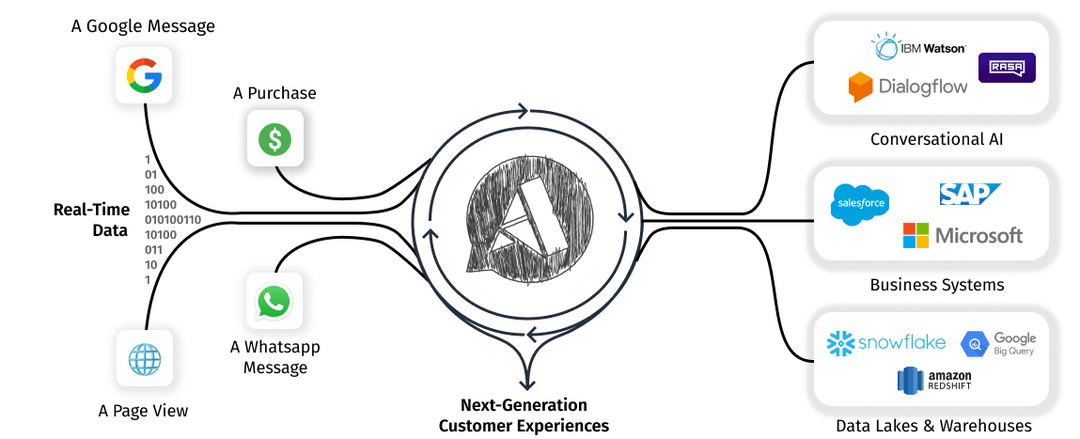 A Google Message
A Purchase
Real-Time
Data
1
01
100
10100
010100110
10100
011
10
1
A Whatsapp
Message
A Page View
Next-Generation
Customer Experiences
IBM Watson
RASA
Dialogflow
Conversational AI
salesforce
SAP
Microsoft
Business Systems
snowflake
Google
Big Query
amazon
REDSHIFT
Data Lakes & Warehouses